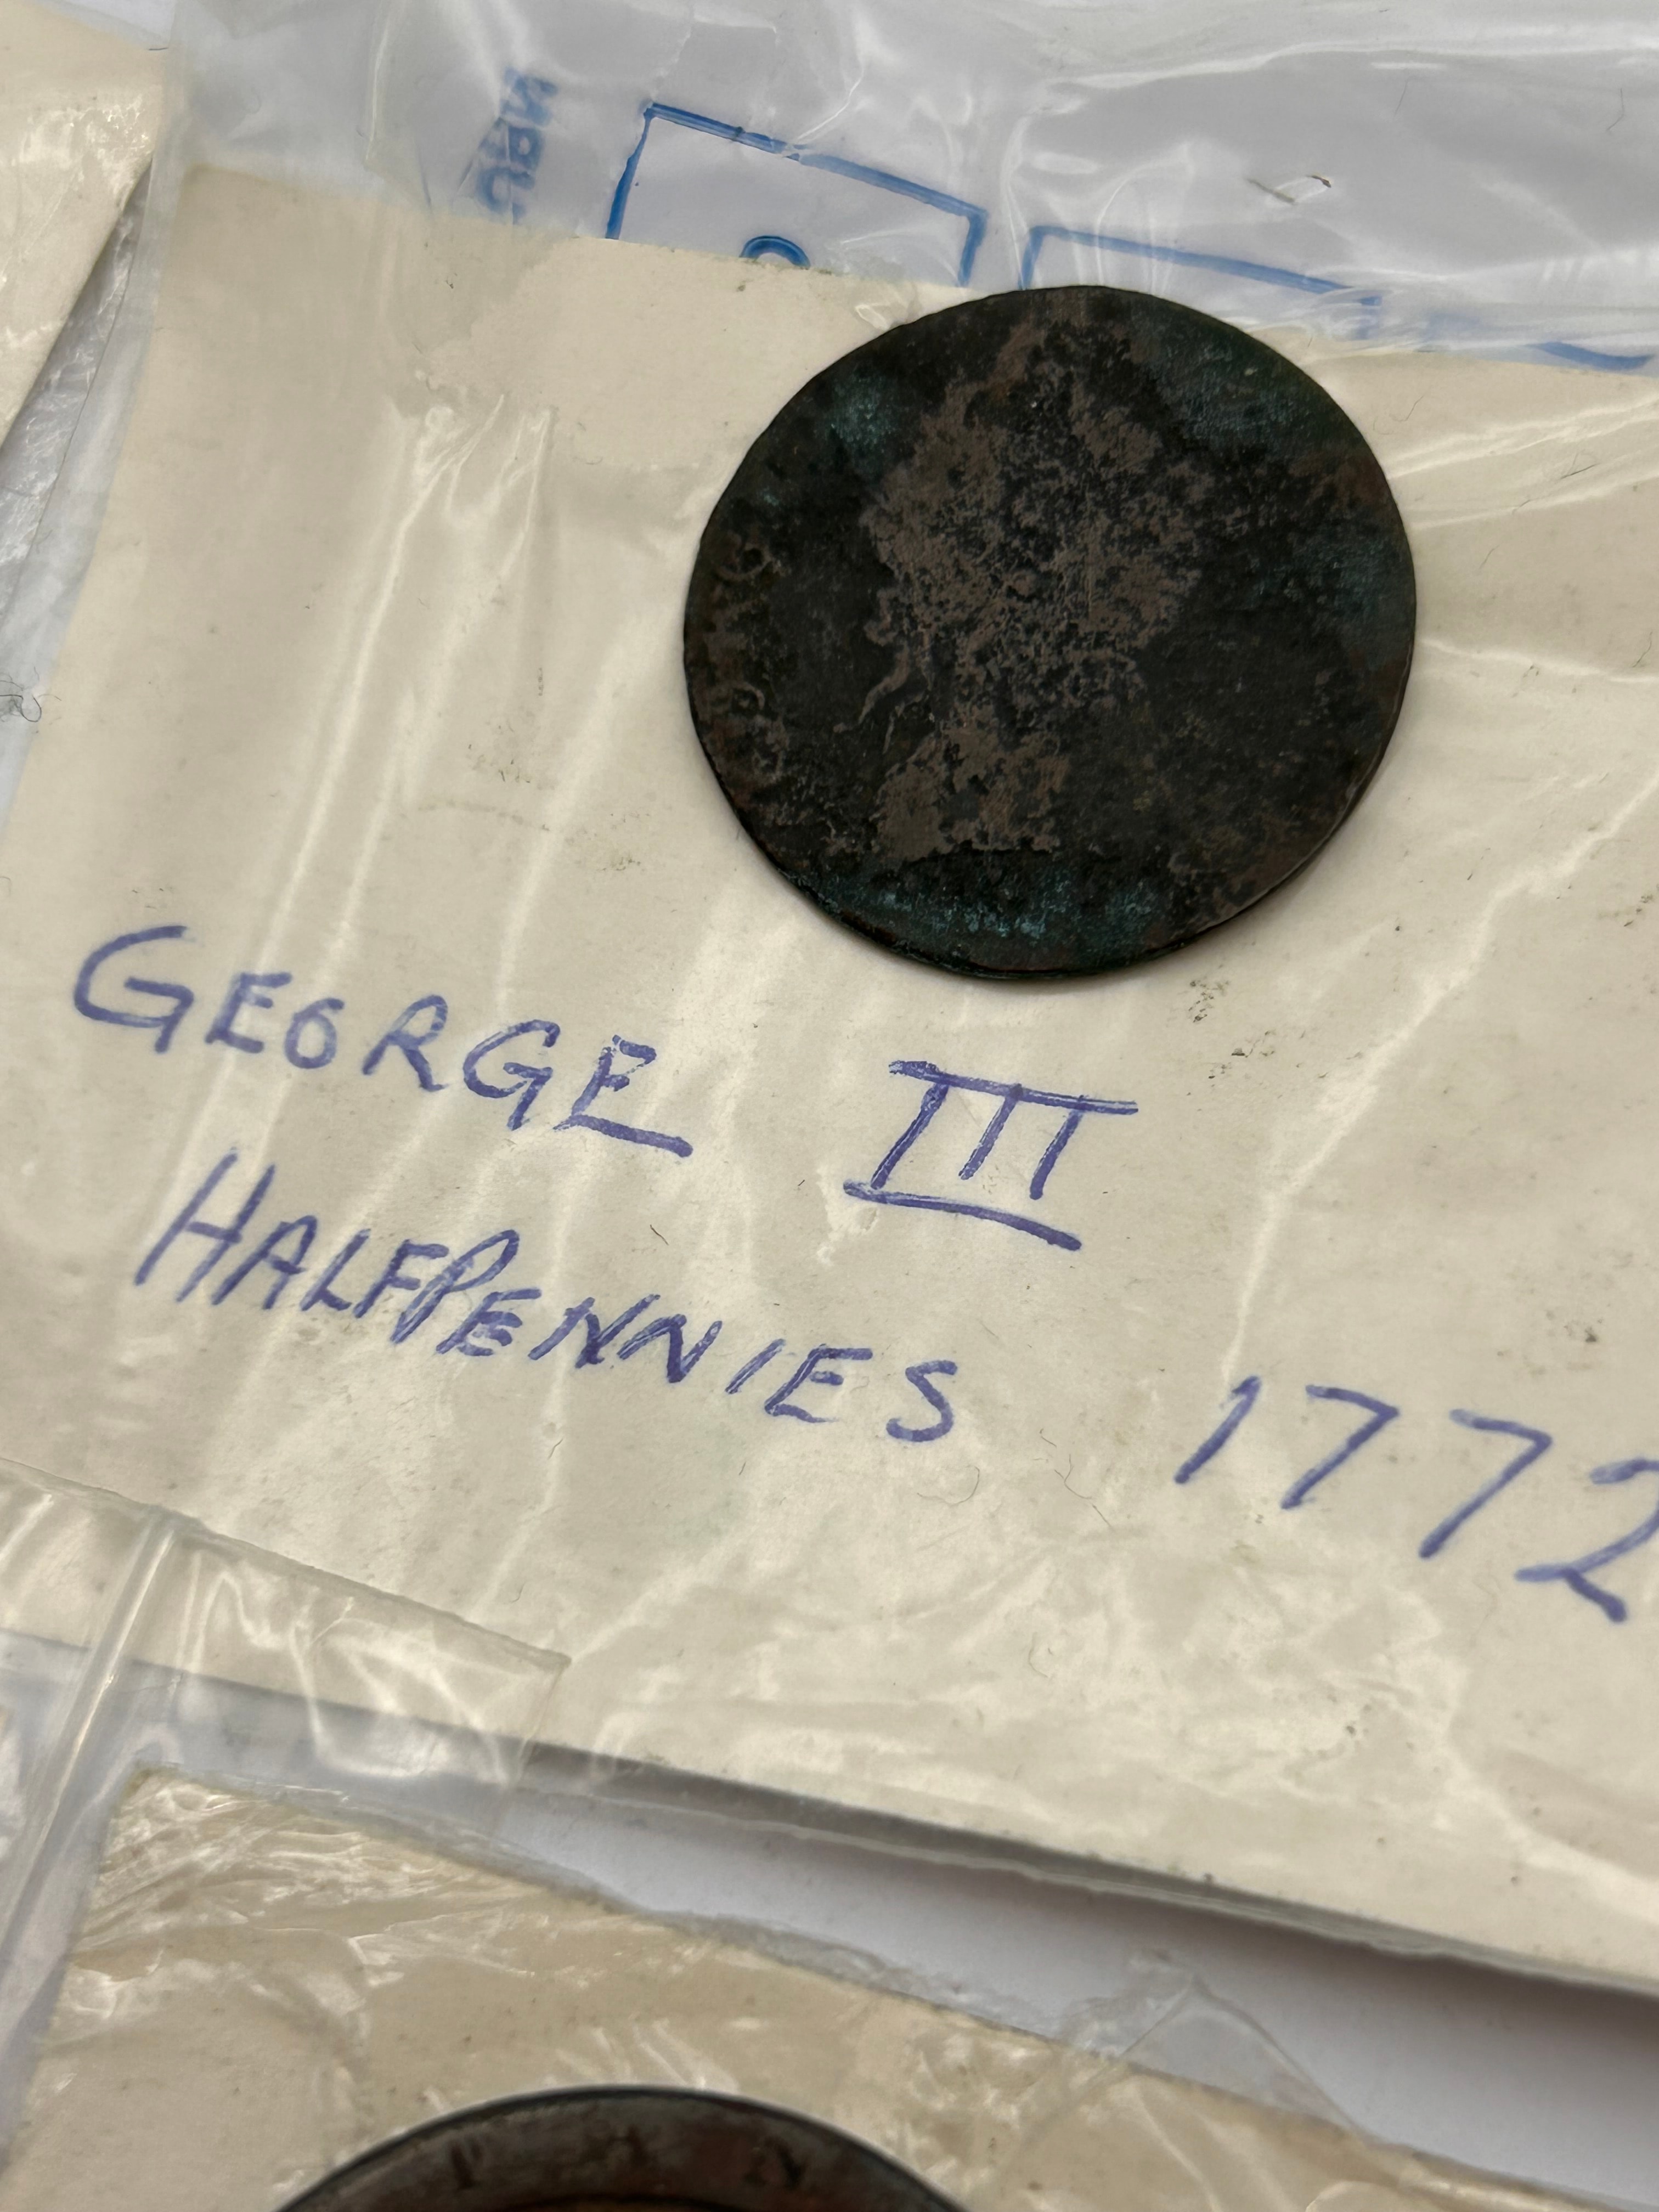 GEORGE III
HALFPENNIES 1772